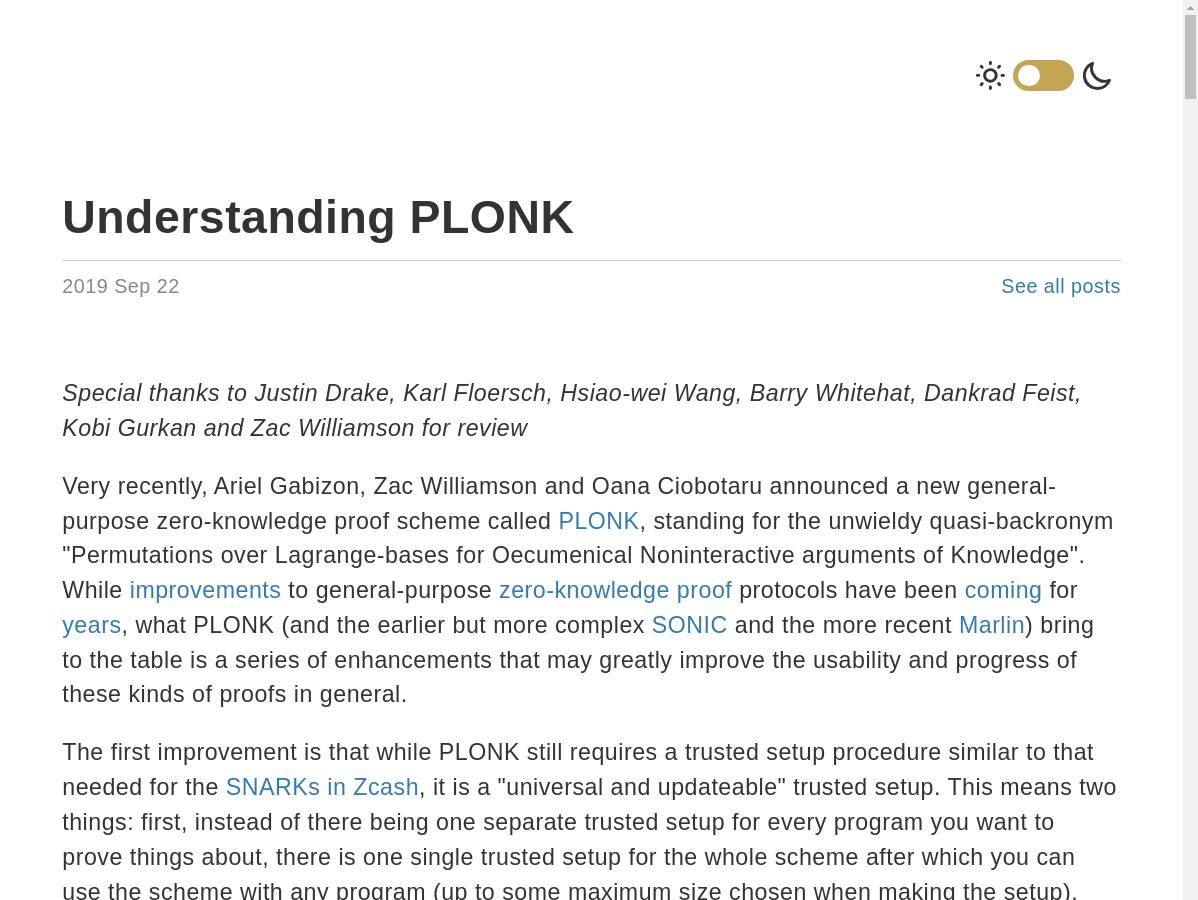 Understanding PLONK
2019 Sep 22
See all posts
Special thanks to Justin Drake, Karl Floersch, Hsiao-wei Wang, Barry Whitehat, Dankrad Feist,
Kobi Gurkan and Zac Williamson for review
Very recently, Ariel Gabizon, Zac Williamson and Oana Ciobotaru announced a new general-
purpose zero-knowledge proof scheme called PLONK, standing for the unwieldy quasi-backronym
"Permutations over Lagrange-bases for Oecumenical Noninteractive arguments of Knowledge".
While improvements to general-purpose zero-knowledge proof protocols have been coming for
years, what PLONK (and the earlier but more complex SONIC and the more recent Marlin) bring
to the table is a series of enhancements that may greatly improve the usability and progress of
these kinds of proofs in general.
The first improvement is that while PLONK still requires a trusted setup procedure similar to that
needed for the SNARKs in Zcash, it is a "universal and updateable" trusted setup. This means two
things: first, instead of there being one separate trusted setup for every program you want to
prove things about, there is one single trusted setup for the whole scheme after which you can
use the scheme with any program (up to some maximum size chosen when making the setup).